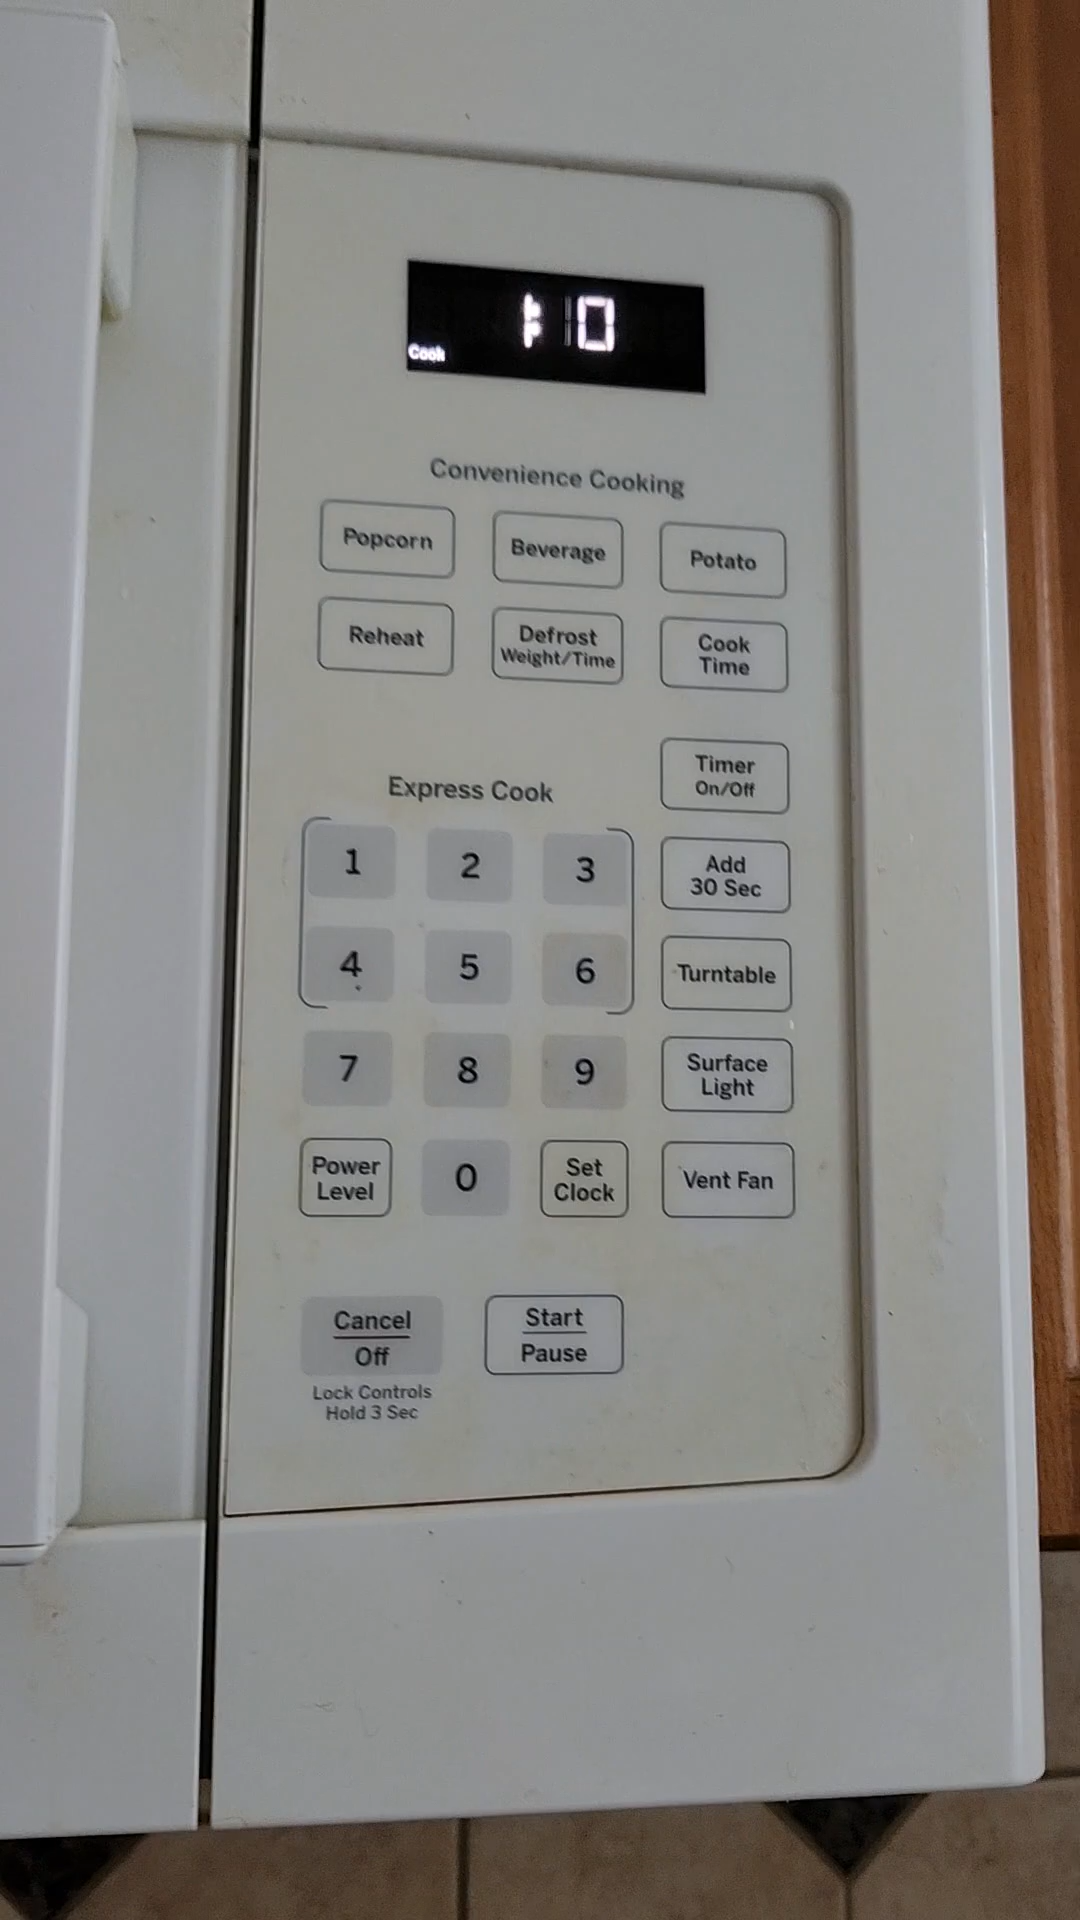 Cook
Convenience Cooking
Popcorn
Beverage
Potato
Reheat
Defrost
Weight/Time
Cook
Time
Timer
On/Off
Express Cook
1
2
3
Add
30 Sec
4
5
6
Turntable
7
8
9
Surface
Light
Power
Level
0
Set
Clock
Vent Fan
Cancel
Off
Start
Pause
Lock Controls
Hold 3 Sec